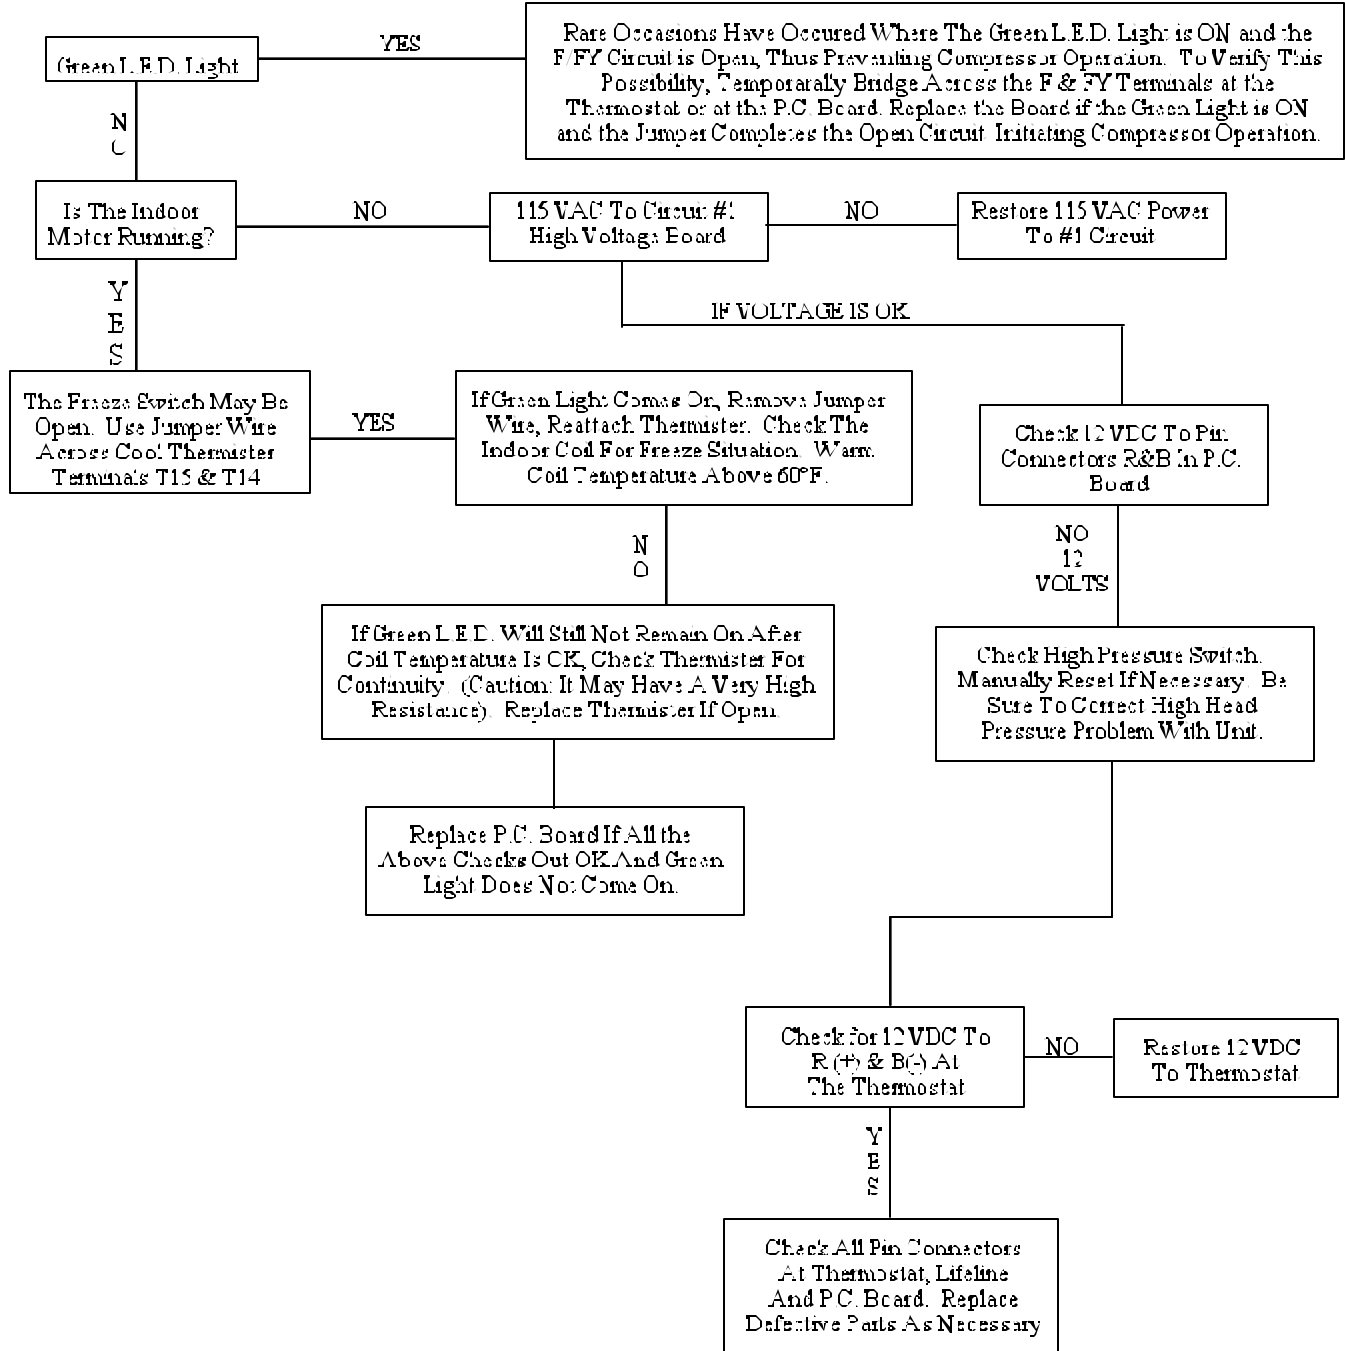 Green L.E.D. Light
YES
Rare Occasions Have Occured Where The Green L.E.D. Light is ON and the
F/FY Circuit is Open, Thus Preventing Compressor Operation. To Verify This
Possibility, Temporarally Bridge Across the F & FY Terminals at the
Thermostat or at the P.C. Board. Replace the Board if the Green Light is ON
and the Jumper Completes the Open Circuit Initiating Compressor Operation.
N
O
Is The Indoor
Motor Running?
NO
115 VAC To Circuit #1
High Voltage Board
NO
Restore 115 VAC Power
To #1 Circuit
Y
E
S
IF VOLTAGE IS OK
The Freeze Switch May Be
Open. Use Jumper Wire
Across Cool Thermister
Terminals T15 & T14
YES
If Green Light Comes On, Remove Jumper
Wire, Reattach Thermister. Check The
Indoor Coil For Freeze Situation. Warm
Coil Temperature Above 60°F.
Check 12 VDC To Pin
Connectors R&B In P.C.
Board
N
O
NO
12
VOLTS
If Green L.E.D. Will Still Not Remain On After
Coil Temperature Is OK, Check Thermister For
Continuity. (Caution: It May Have A Very High
Resistance). Replace Thermister If Open.
Check High Pressure Switch.
Manually Reset If Necessary. Be
Sure To Correct High Head
Pressure Problem With Unit.
Replace P.C. Board If All the
Above Checks Out OK And Green
Light Does Not Come On.
Check for 12 VDC To
R (+) & B(-) At
The Thermostat
NO
Restore 12 VDC
To Thermostat
Y
E
S
Check All Pin Connectors
At Thermostat, Lifeline
And P.C. Board. Replace
Defective Parts As Necessary